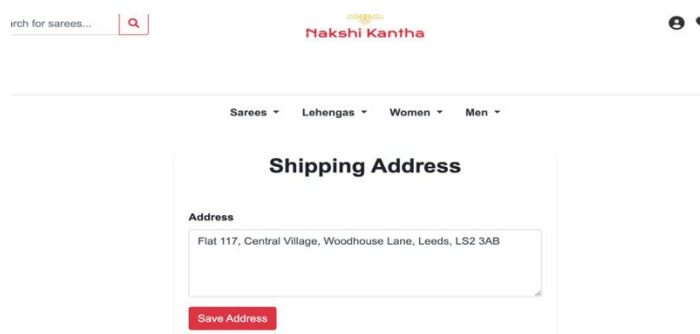 rch for sarees...
Nakshi Kantha
Sarees Lehengas Women Men
Shipping Address
Address
Flat 117, Central Village, Woodhouse Lane, Leeds, LS2 3AB
Save Address